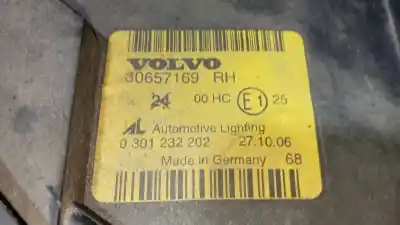 VOLVO
30657169 RH
24 00 HC E1 25
AL Automotive Lighting
0 301 232 202 27.10.06
Made in Germany 68